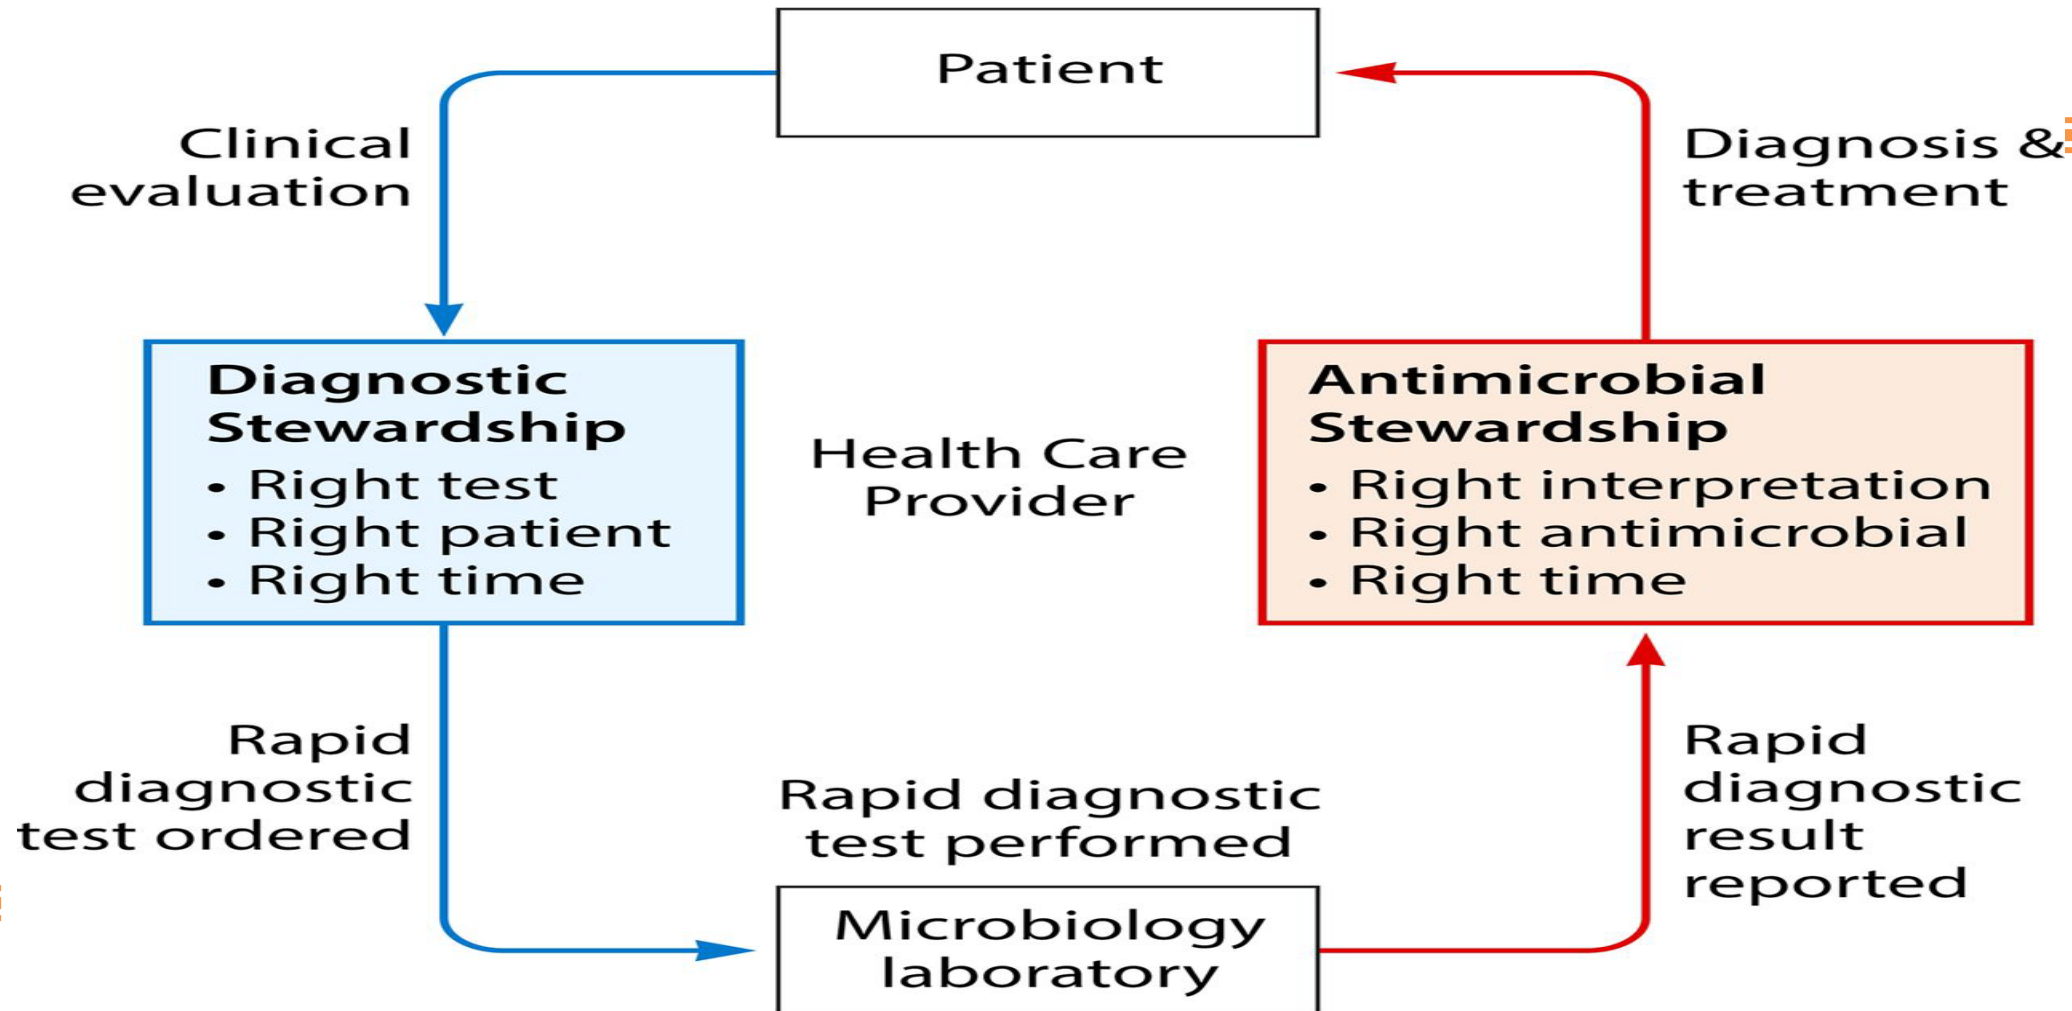 Patient
Clinical
evaluation
Diagnosis &
treatment
Diagnostic
Stewardship
• Right test
• Right patient
• Right time
Health Care
Provider
Antimicrobial
Stewardship
• Right interpretation
• Right antimicrobial
• Right time
Rapid
diagnostic
test ordered
Rapid diagnostic
test performed
Microbiology
laboratory
Rapid
diagnostic
result
reported